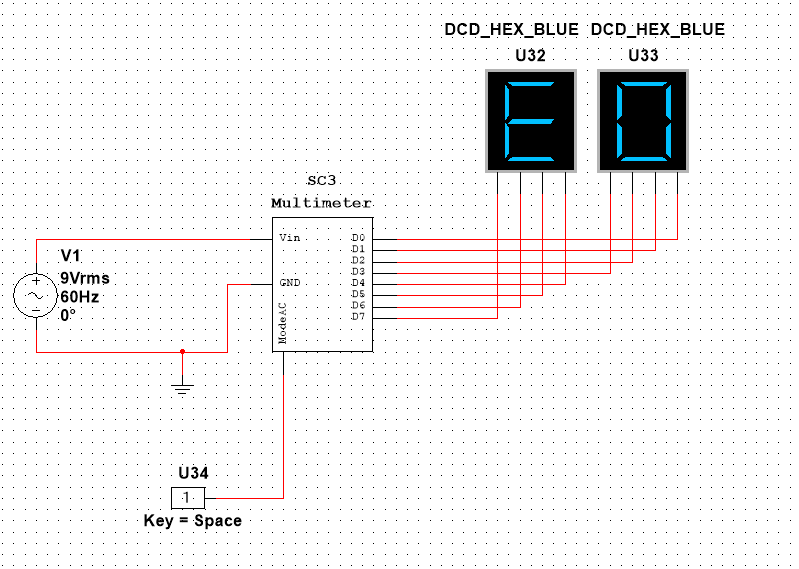 DCD_HEX_BLUE DCD_HEX_BLUE
U32 U33
E 0
SC3
Multimeter
Vin D0
D1
D2
D3
GND D4
D5
D6
D7
ModeAC
V1
9Vrms
60Hz
0°
U34
1
Key = Space